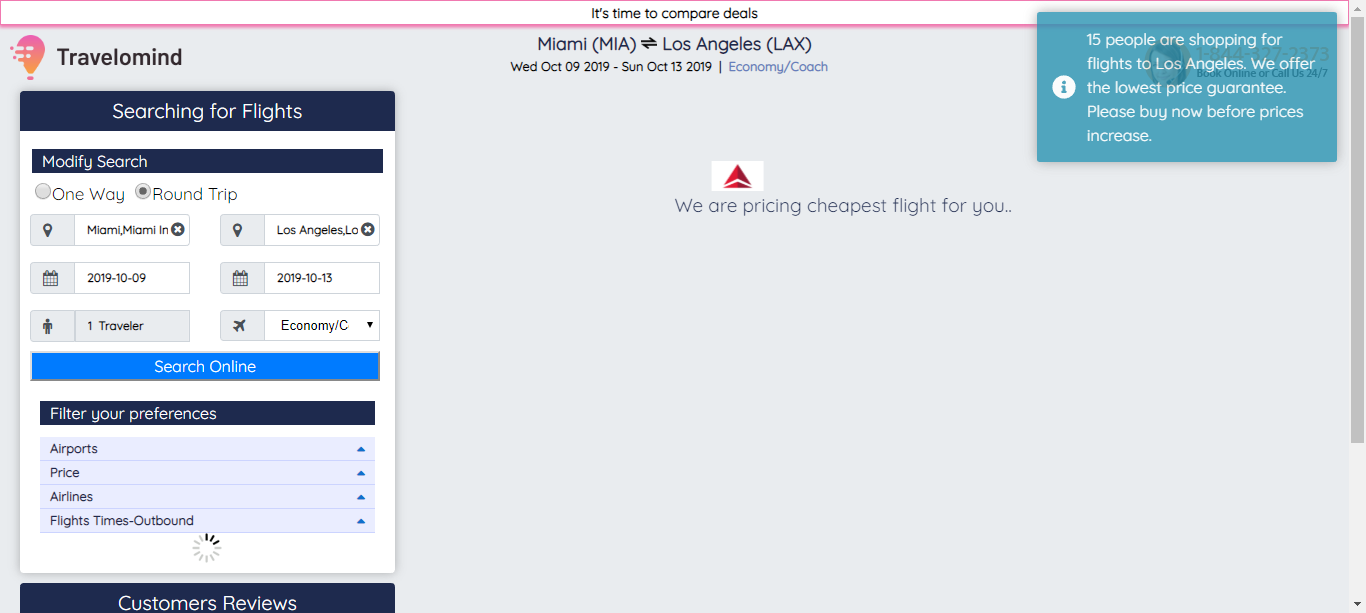 It's time to compare deals
Travelomind
Miami (MIA) ⇌ Los Angeles (LAX)
Wed Oct 09 2019 - Sun Oct 13 2019 | Economy/Coach
15 people are shopping for
flights to Los Angeles. We offer
the lowest price guarantee.
Please buy now before prices
increase.
1-844-327-2373
Book Online or Call Us 24/7
Searching for Flights
Modify Search
One Way Round Trip
Miami,Miami In Los Angeles,Lo
2019-10-09 2019-10-13
1 Traveler Economy/C
Search Online
Filter your preferences
Airports
Price
Airlines
Flights Times-Outbound
Customers Reviews
We are pricing cheapest flight for you..